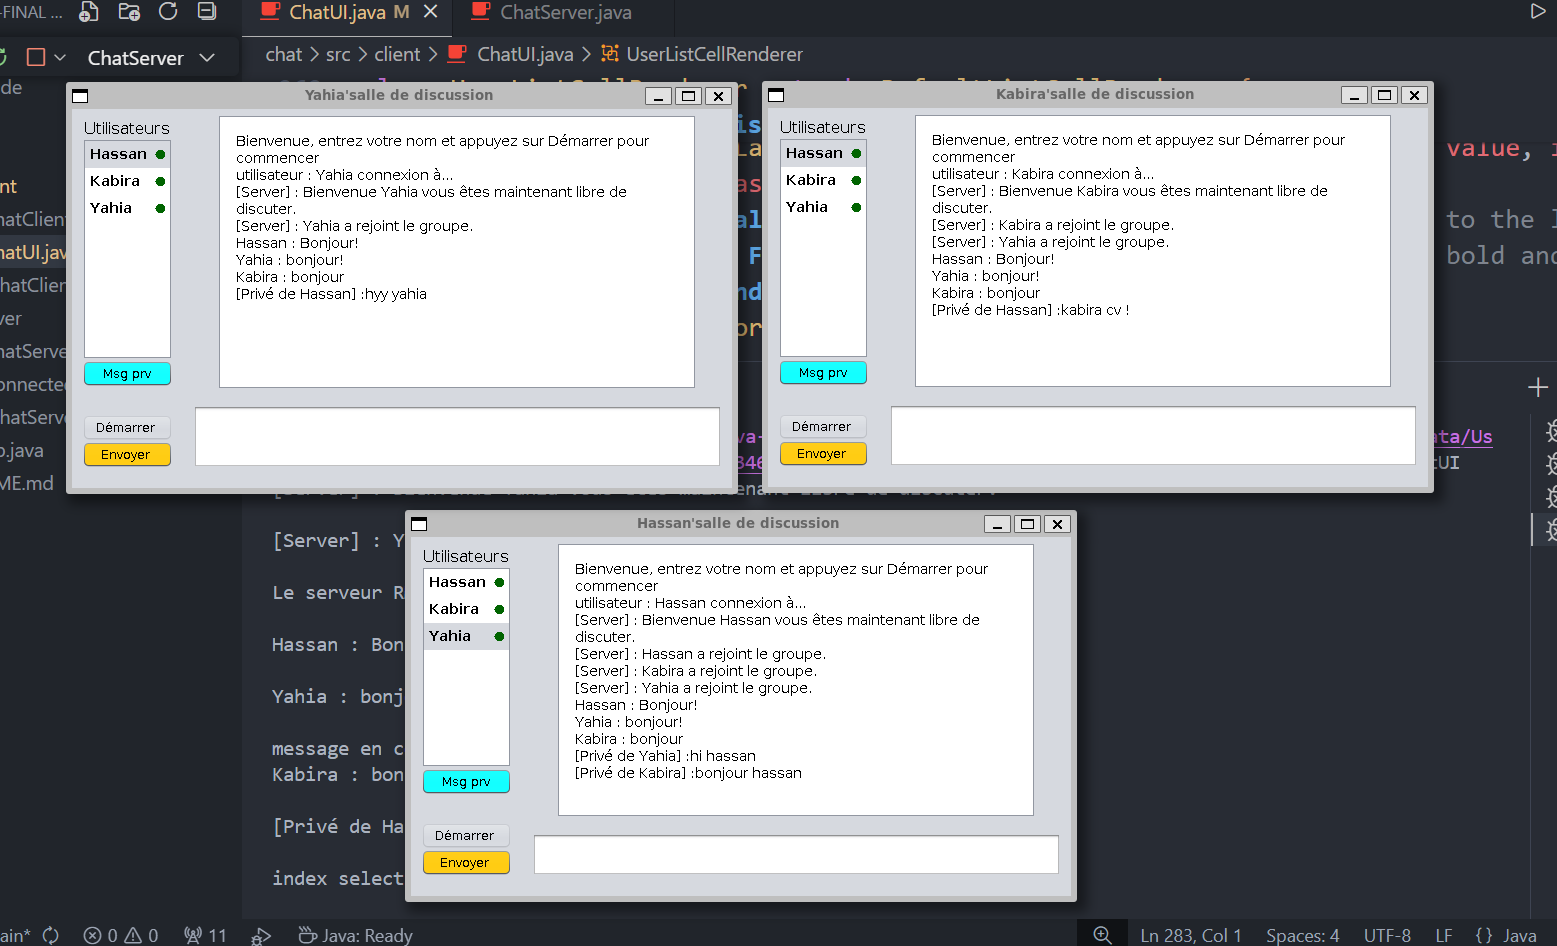 -FINAL ...
ChatUI.java M
ChatServer.java
ChatServer
chat > src > client > ChatUI.java > UserListCellRenderer
de
Yahia'salle de discussion
Utilisateurs
Hassan
Kabira
Yahia
Msg prv
Démarrer
Envoyer
Bienvenue, entrez votre nom et appuyez sur Démarrer pour
commencer
utilisateur : Yahia connexion à...
[Server] : Bienvenue Yahia vous êtes maintenant libre de
discuter.
[Server] : Yahia a rejoint le groupe.
Hassan : Bonjour!
Yahia : bonjour!
Kabira : bonjour
[Privé de Hassan] :hyy yahia
Kabira'salle de discussion
Utilisateurs
Hassan
Kabira
Yahia
Msg prv
Démarrer
Envoyer
Bienvenue, entrez votre nom et appuyez sur Démarrer pour
commencer
utilisateur : Kabira connexion à...
[Server] : Bienvenue Kabira vous êtes maintenant libre de
discuter.
[Server] : Kabira a rejoint le groupe.
[Server] : Yahia a rejoint le groupe.
Hassan : Bonjour!
Yahia : bonjour!
Kabira : bonjour
[Privé de Hassan] :kabira cv !
value, i
to the l
bold and
nt
hatClien
hatUI.jav
hatClier
ver
hatServe
onnected
hatServe
o.java
ME.md
ata/Us
tUI
[Server] : Y
Le serveur R
Hassan : Bon
Yahia : bonj
message en c
Kabira : bon
[Privé de Ha
index select
Hassan'salle de discussion
Utilisateurs
Hassan
Kabira
Yahia
Msg prv
Démarrer
Envoyer
Bienvenue, entrez votre nom et appuyez sur Démarrer pour
commencer
utilisateur : Hassan connexion à...
[Server] : Bienvenue Hassan vous êtes maintenant libre de
discuter.
[Server] : Hassan a rejoint le groupe.
[Server] : Kabira a rejoint le groupe.
[Server] : Yahia a rejoint le groupe.
Hassan : Bonjour!
Yahia : bonjour!
Kabira : bonjour
[Privé de Yahia] :hi hassan
[Privé de Kabira] :bonjour hassan
ain* 0 0 11 Java: Ready Ln 283, Col 1 Spaces: 4 UTF-8 LF {} Java